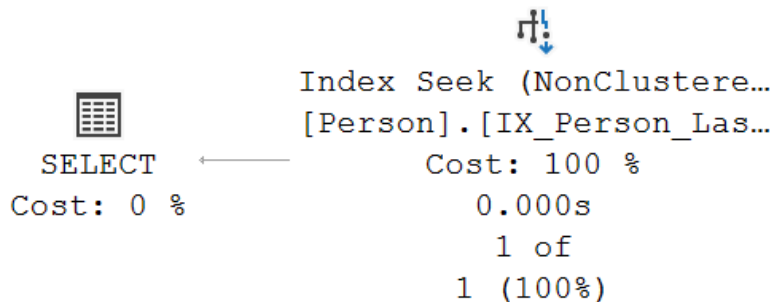 SELECT
Cost: 0 %
Index Seek (NonClustere…
[Person].[IX_Person_Las…
Cost: 100 %
0.000s
1 of
1 (100%)